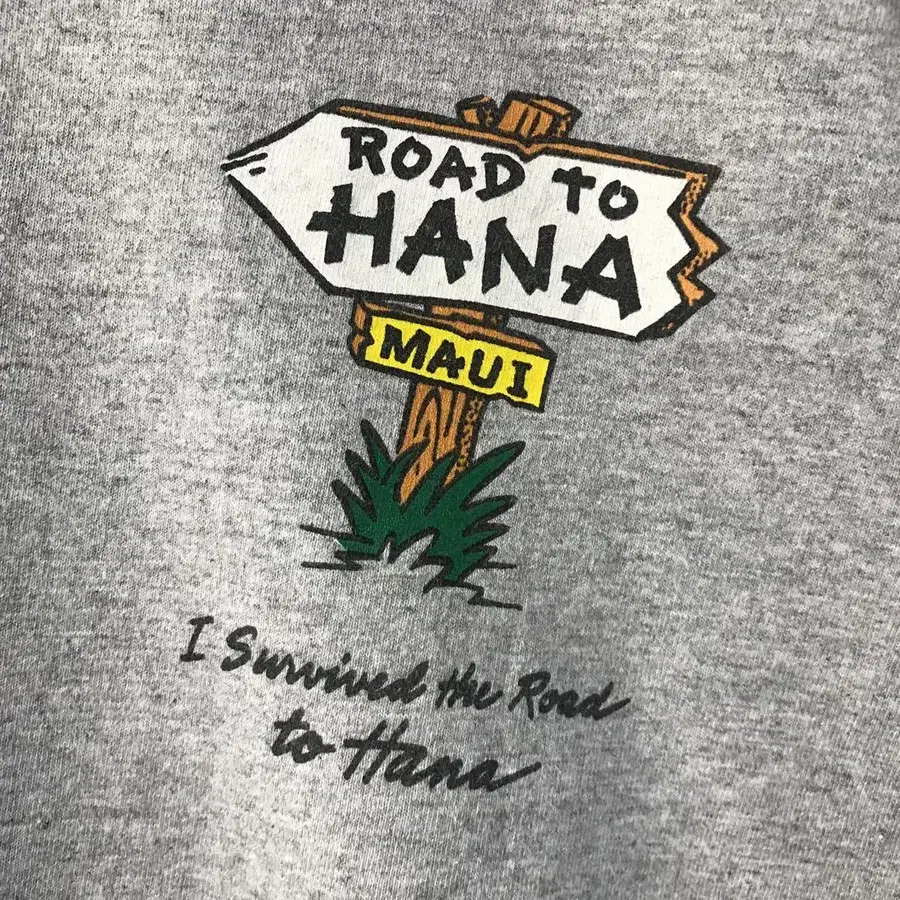 ROAD TO
HANA
MAUI
I Survived the Road
to Hana